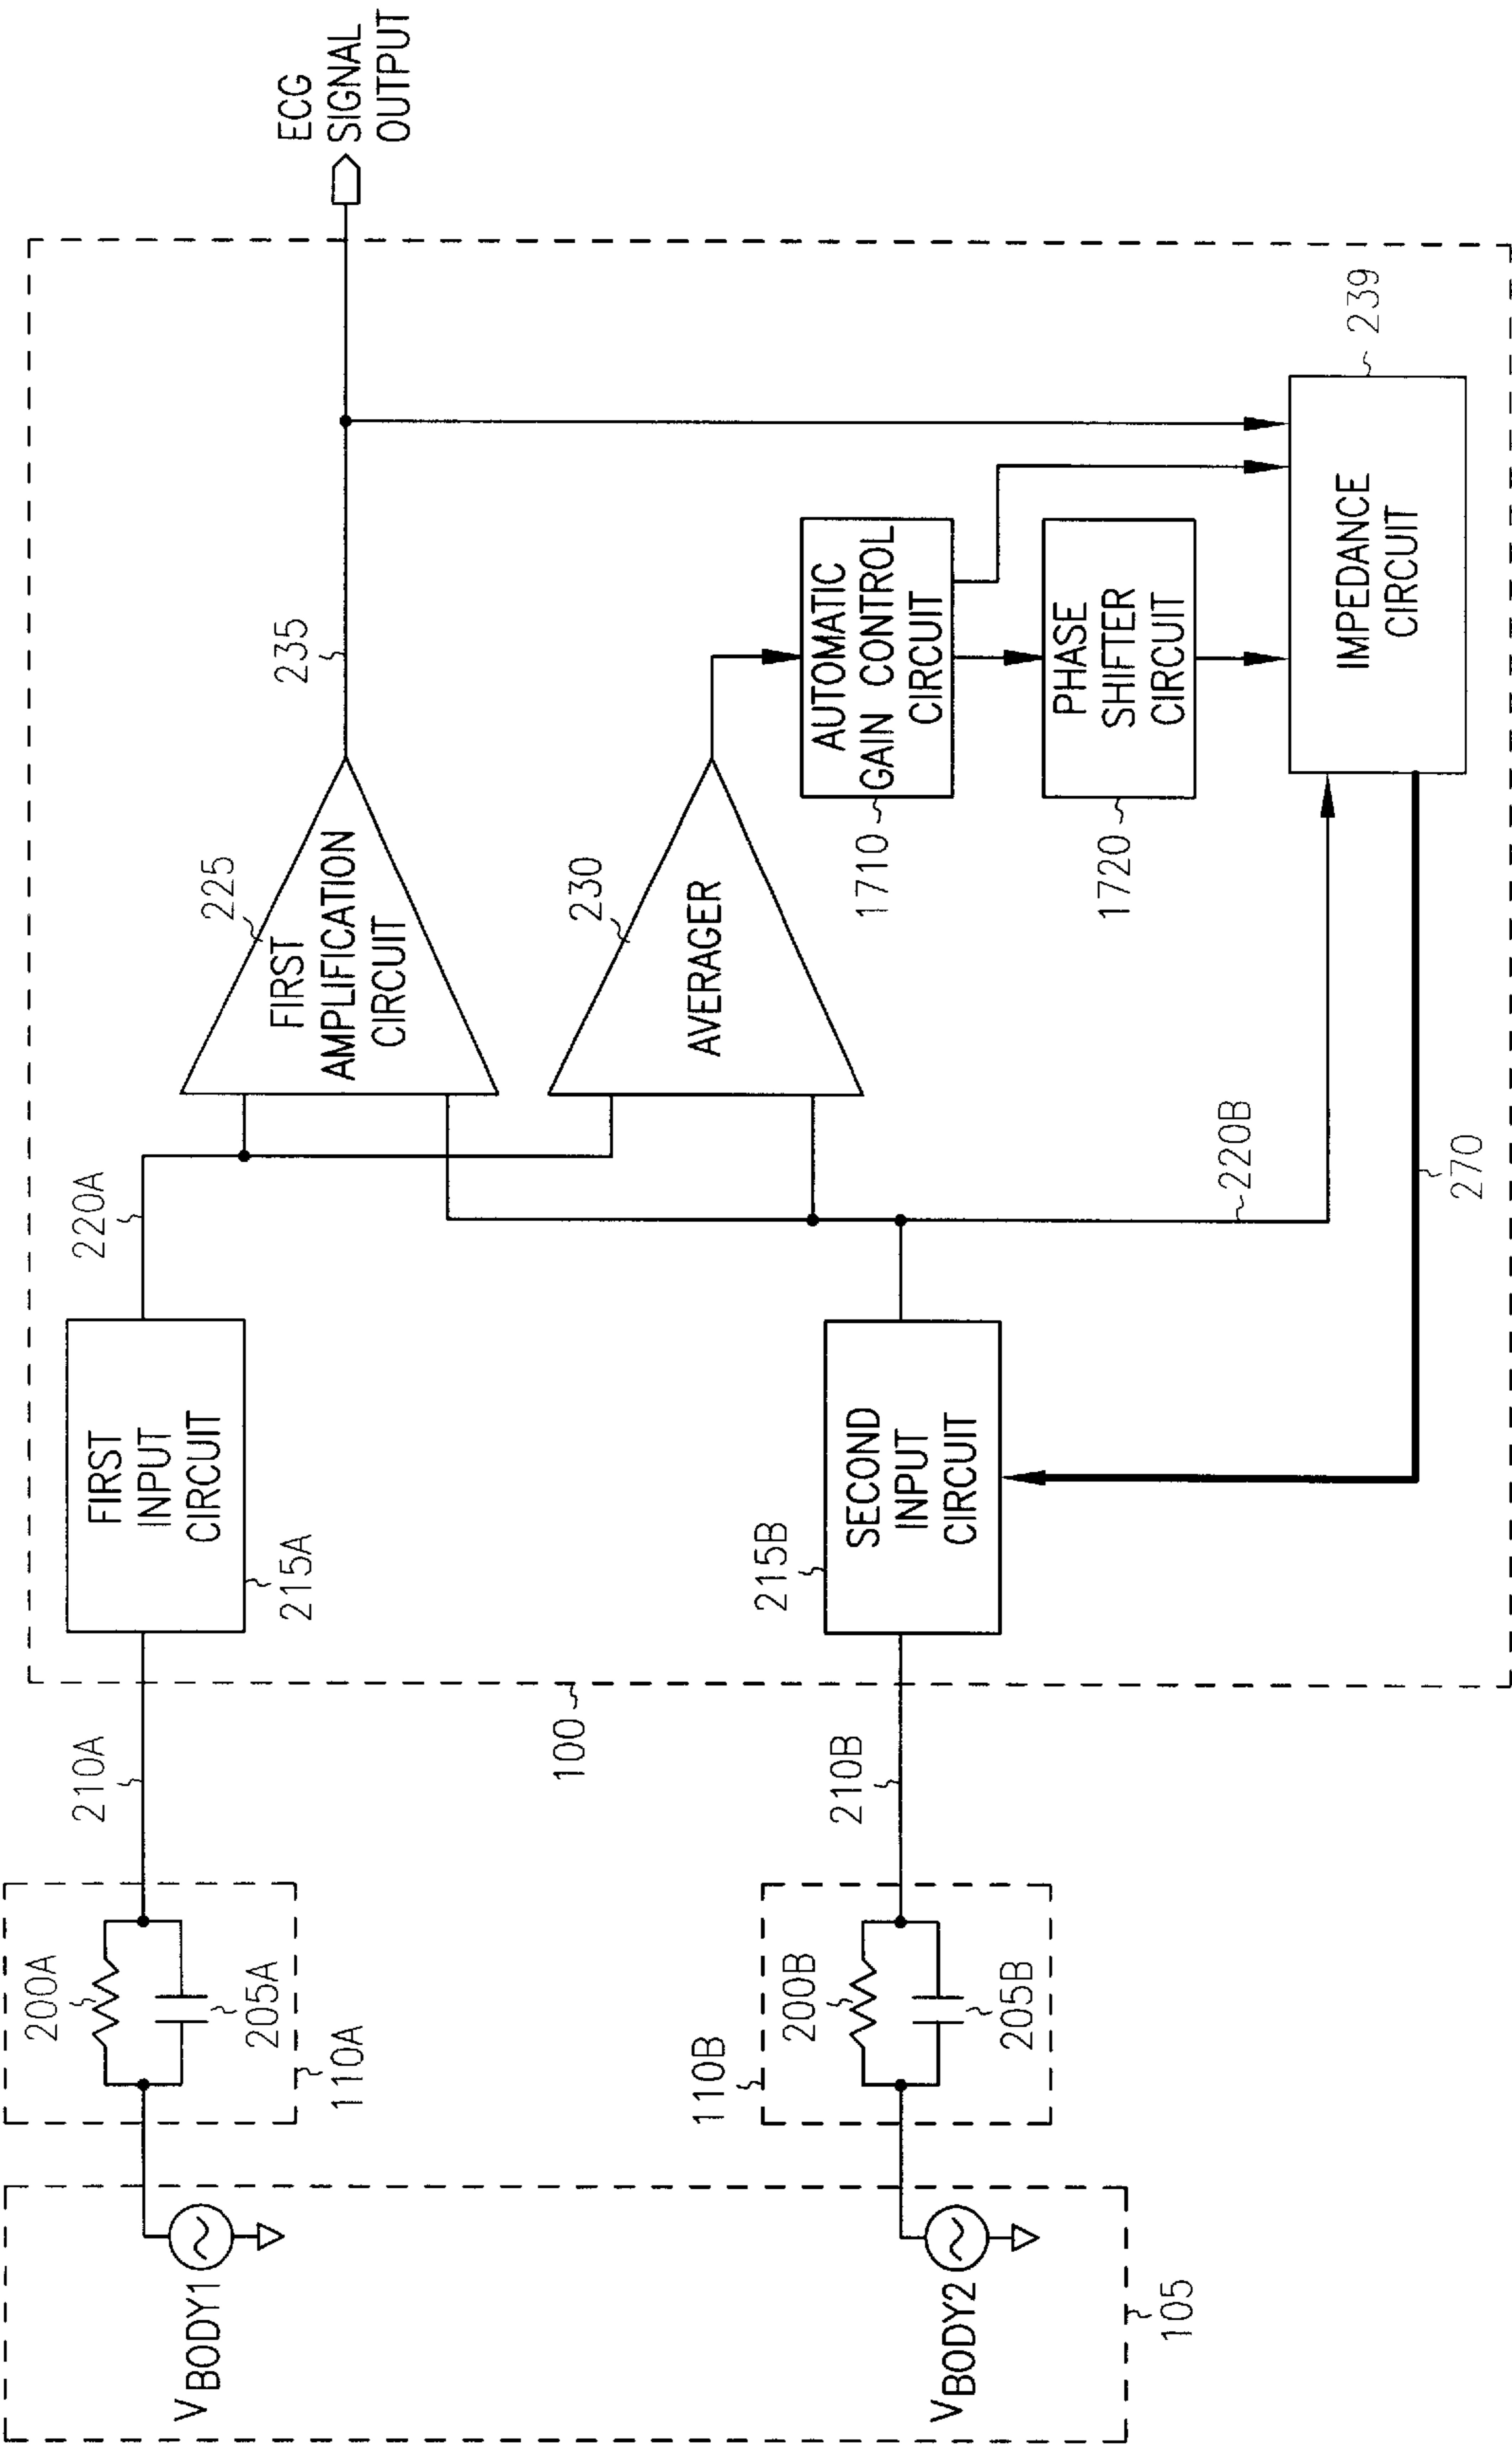 ECG
SIGNAL
OUTPUT
235
225
FIRST
AMPLIFICATION
CIRCUIT
230
AVERAGER
AUTOMATIC
GAIN CONTROL
CIRCUIT
1710
PHASE
SHIFTER
CIRCUIT
1720
IMPEDANCE
CIRCUIT
239
220A
220B
270
FIRST
INPUT
CIRCUIT
215A
SECOND
INPUT
CIRCUIT
215B
100
210A
210B
200A
205A
110A
200B
205B
110B
VBODY1
VBODY2
105